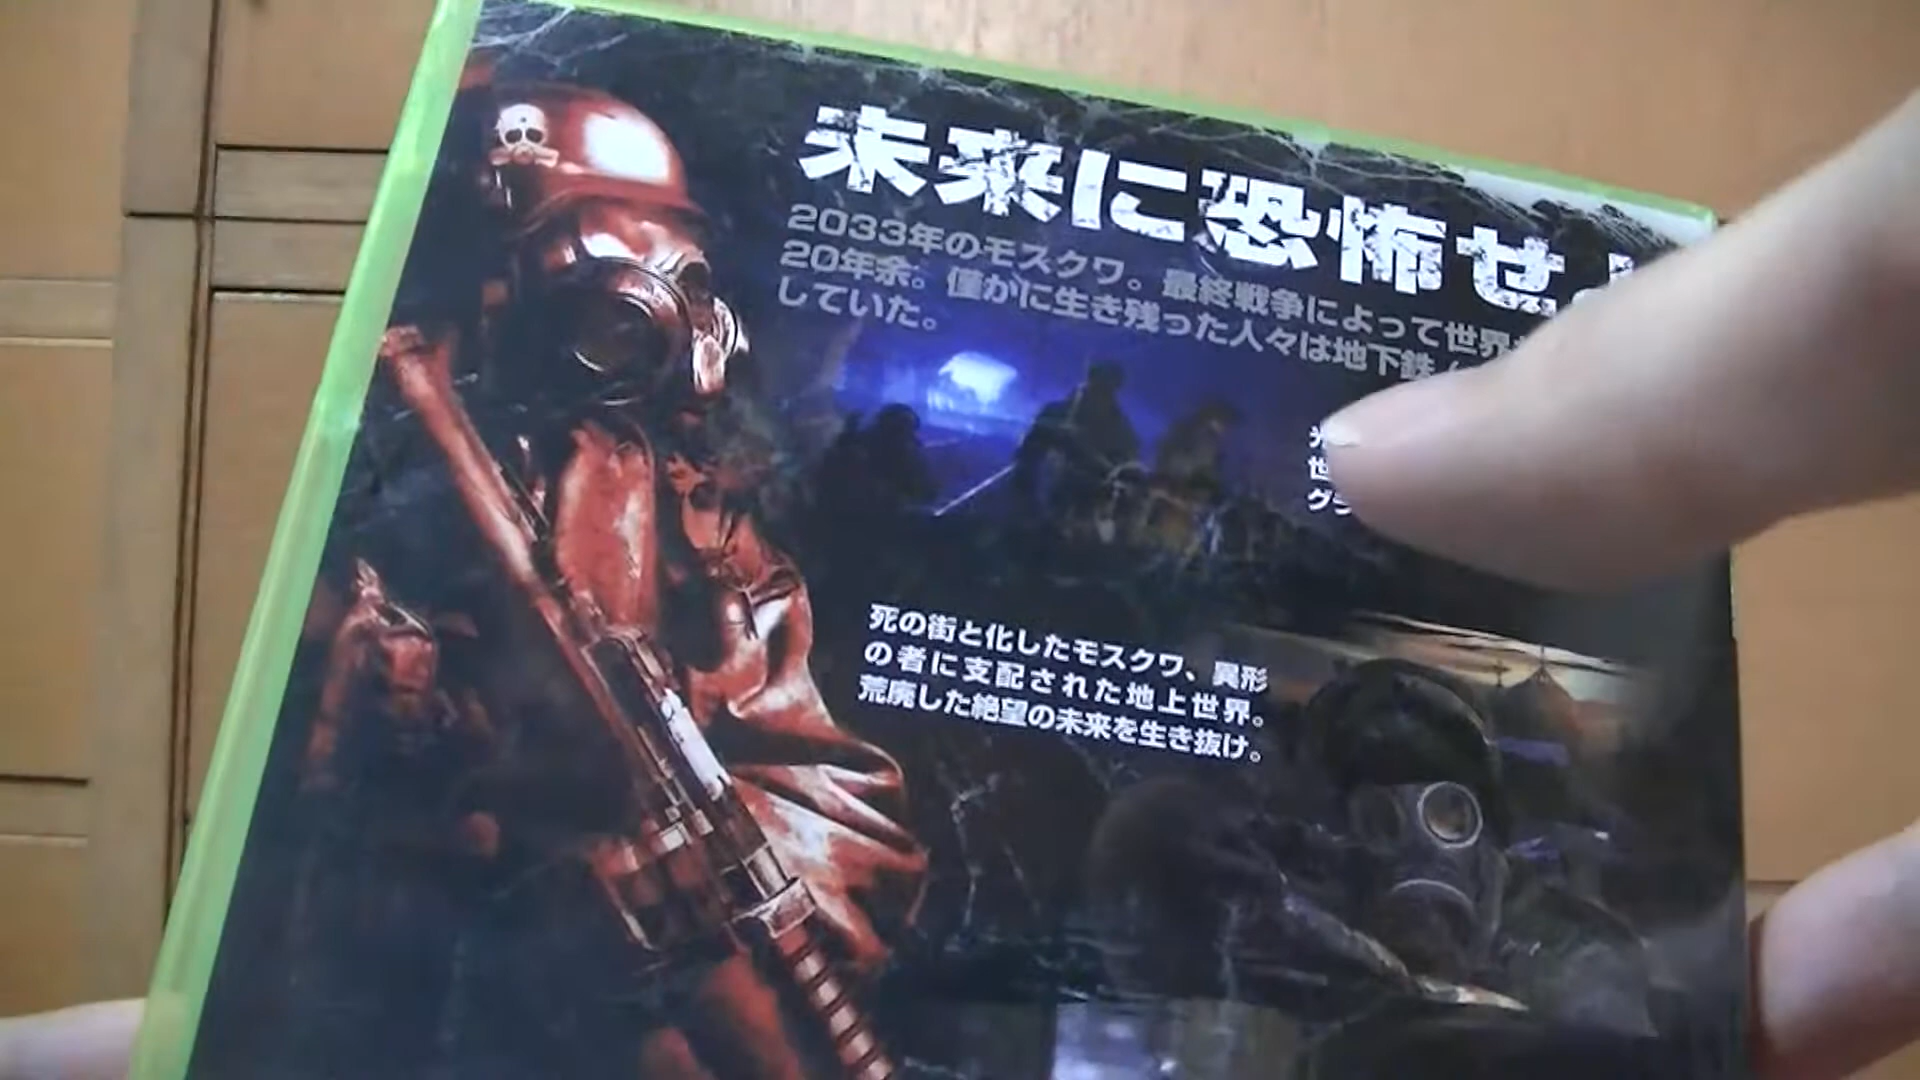 未来に恐怖せ
2033年のモスクワ。最終戦争によって世界
20年余。僅かに生き残った人々は地下鉄
していた。
世
グラ
死の街と化したモスクワ、異形
の者に支配された地上世界。
荒廃した絶望の未来を生き抜け。